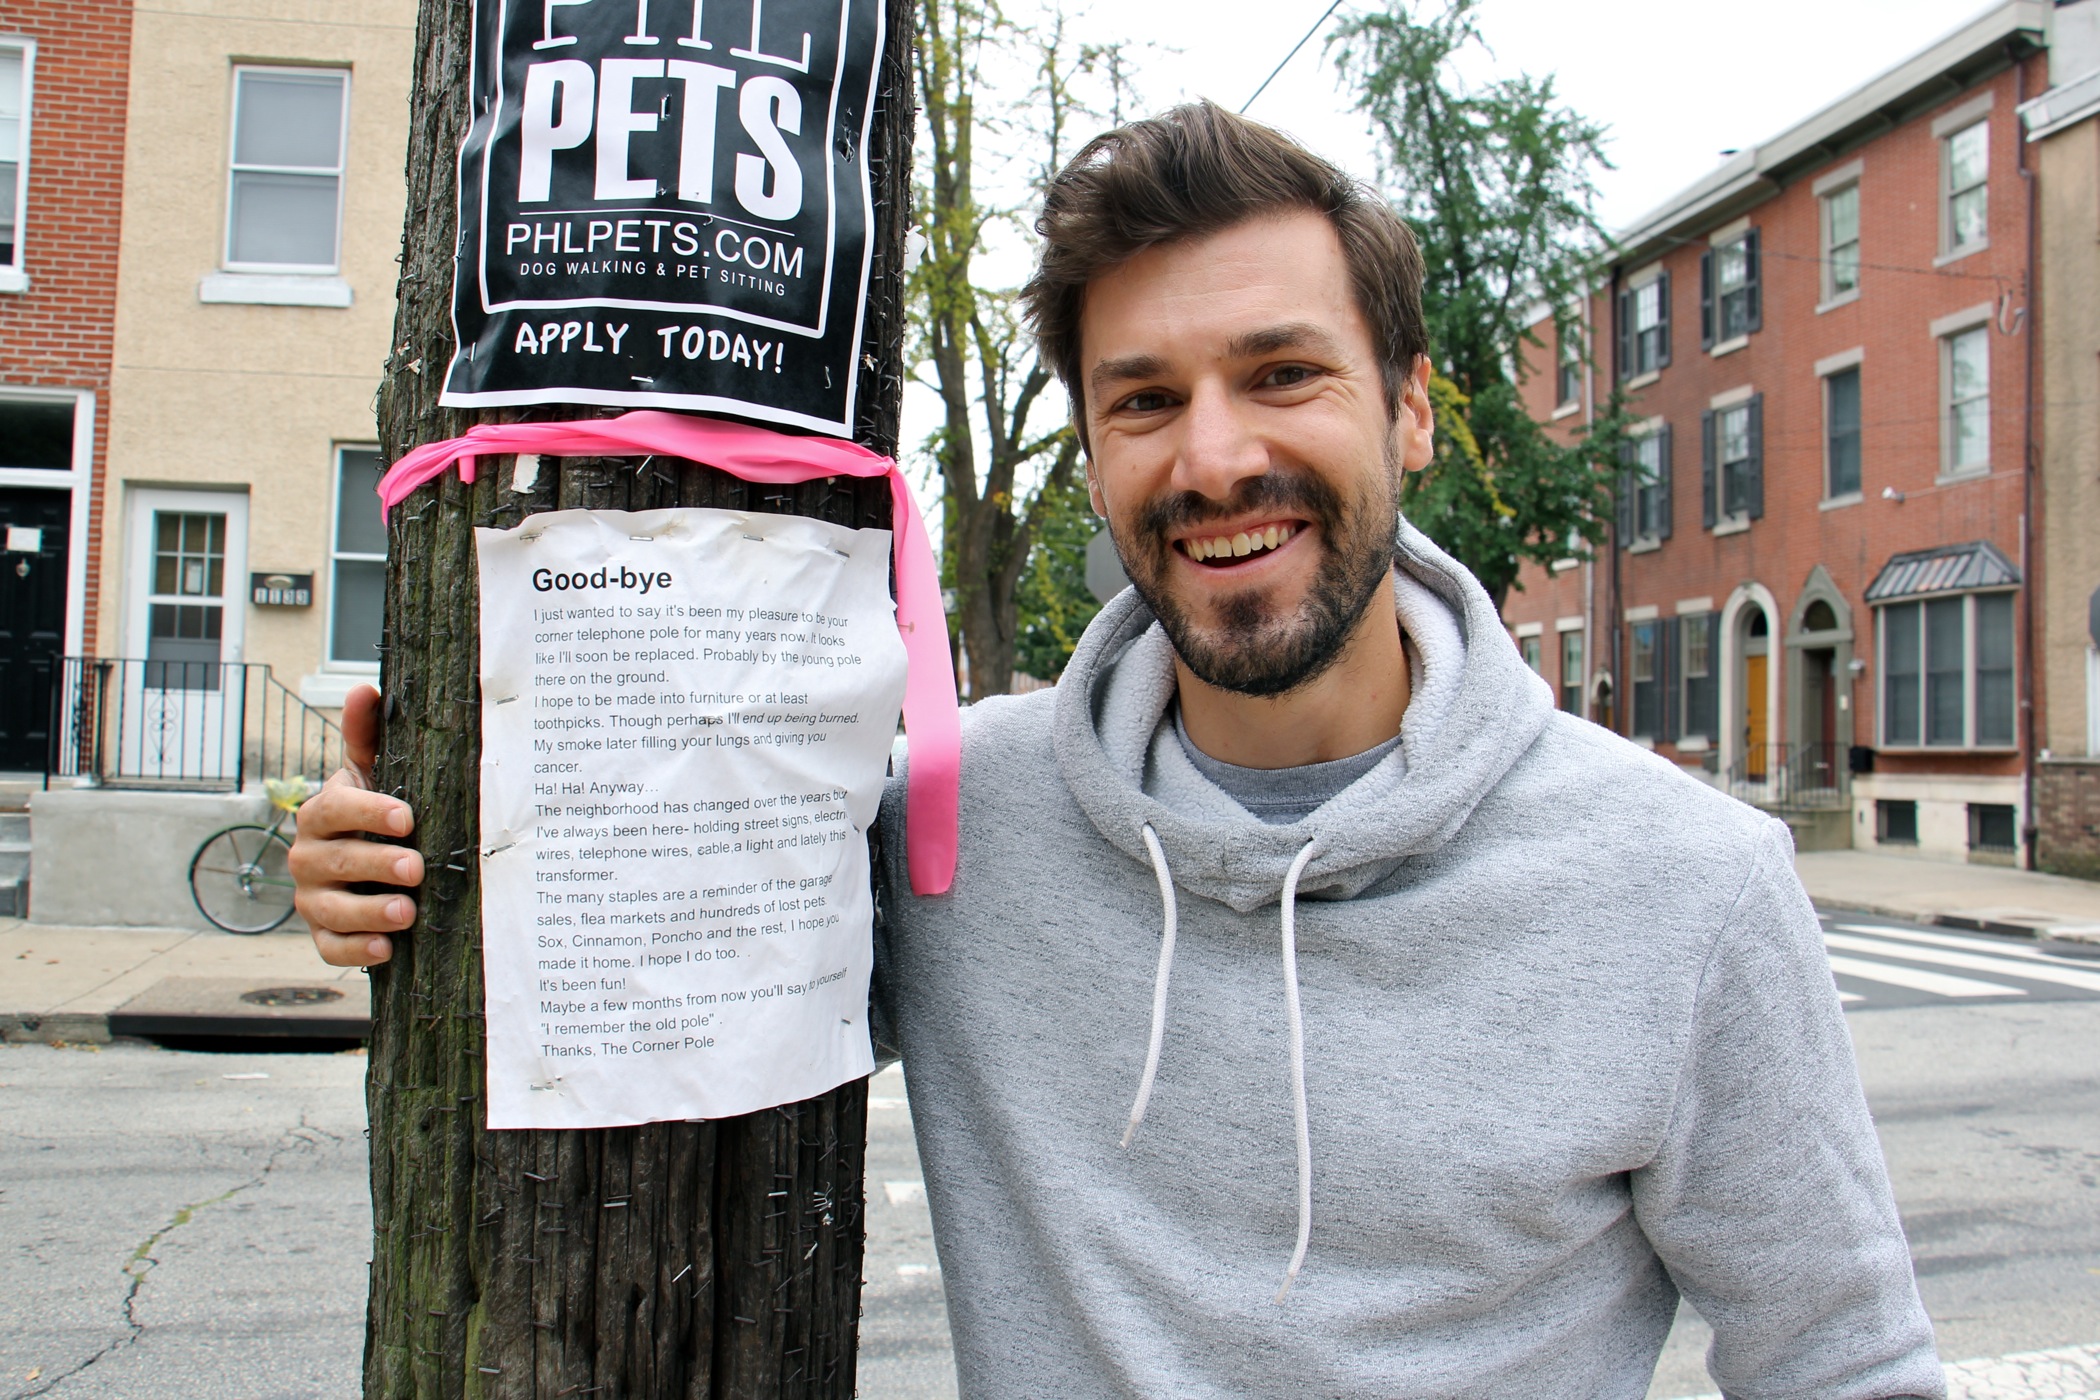 PHL
PETS
PHLPETS.COM
DOG WALKING & PET SITTING
APPLY TODAY!
Good-bye
I just wanted to say it's been my pleasure to be your
corner telephone pole for many years now. It looks
like I'll soon be replaced. Probably by the young pole
there on the ground.
I hope to be made into furniture or at least
toothpicks. Though perhaps I'll end up being burned.
My smoke later filling your lungs and giving you
cancer.
Ha! Ha! Anyway…
The neighborhood has changed over the years but
I've always been here- holding street signs, electric
wires, telephone wires, cable,a light and lately this
transformer.
The many staples are a reminder of the garage
sales, flea markets and hundreds of lost pets.
Sox, Cinnamon, Poncho and the rest, I hope you
made it home. I hope I do too.
It's been fun!
Maybe a few months from now you'll say to yourself
"I remember the old pole" .
Thanks, The Corner Pole